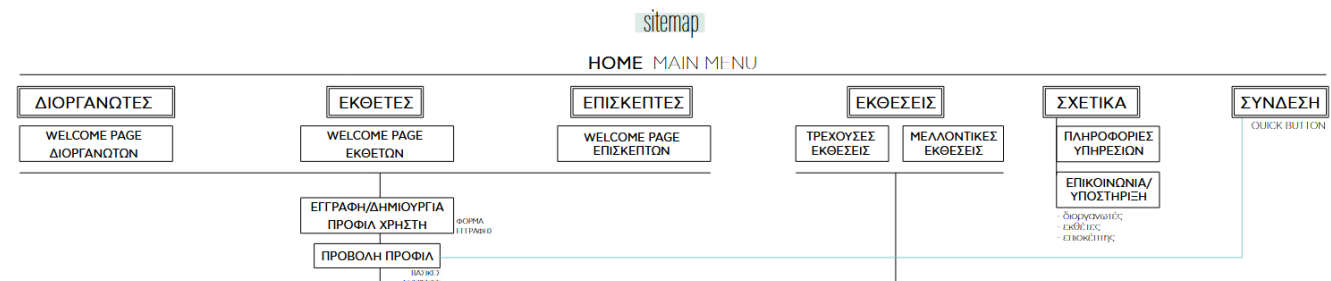 sitemap
HOME MAIN MENU
ΔΙΟΡΓΑΝΩΤΕΣ
ΕΚΘΕΤΕΣ
ΕΠΙΣΚΕΠΤΕΣ
ΕΚΘΕΣΕΙΣ
ΣΧΕΤΙΚΑ
ΣΥΝΔΕΣΗ
QUICK BUTTON
WELCOME PAGE
ΔΙΟΡΓΑΝΩΤΩΝ
WELCOME PAGE
ΕΚΘΕΤΩΝ
WELCOME PAGE
ΕΠΙΣΚΕΠΤΩΝ
ΤΡΕΧΟΥΣΕΣ
ΕΚΘΕΣΕΙΣ
ΜΕΛΛΟΝΤΙΚΕΣ
ΕΚΘΕΣΕΙΣ
ΠΛΗΡΟΦΟΡΙΕΣ
ΥΠΗΡΕΣΙΩΝ
ΕΠΙΚΟΙΝΩΝΙΑ/
ΥΠΟΣΤΗΡΙΞΗ
- διοργανωτές
- εκθέτες
- επισκέπτης
ΕΓΓΡΑΦΗ/ΔΗΜΙΟΥΡΓΙΑ
ΠΡΟΦΙΛ ΧΡΗΣΤΗ
ΦΟΡΜΑ
ΕΓΓΡΑΦΗΣ
ΠΡΟΒΟΛΗ ΠΡΟΦΙΛ
ΒΑΣΙΚΕΣ